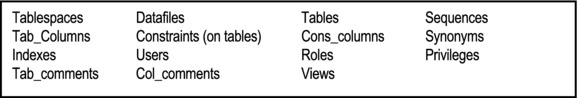 Tablespaces Datafiles Tables Sequences
Tab_Columns Constraints (on tables) Cons_columns Synonyms
Indexes Users Roles Privileges
Tab_comments Col_comments Views